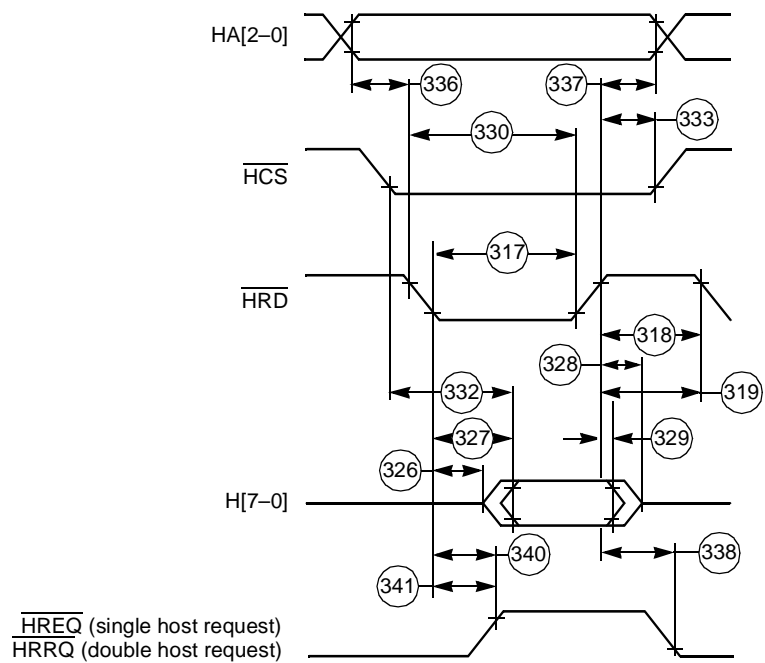 HA[2–0]
336
337
333
330
HCS
317
HRD
318
328
332
319
327
329
326
H[7–0]
340
338
341
HREQ (single host request)
HRRQ (double host request)